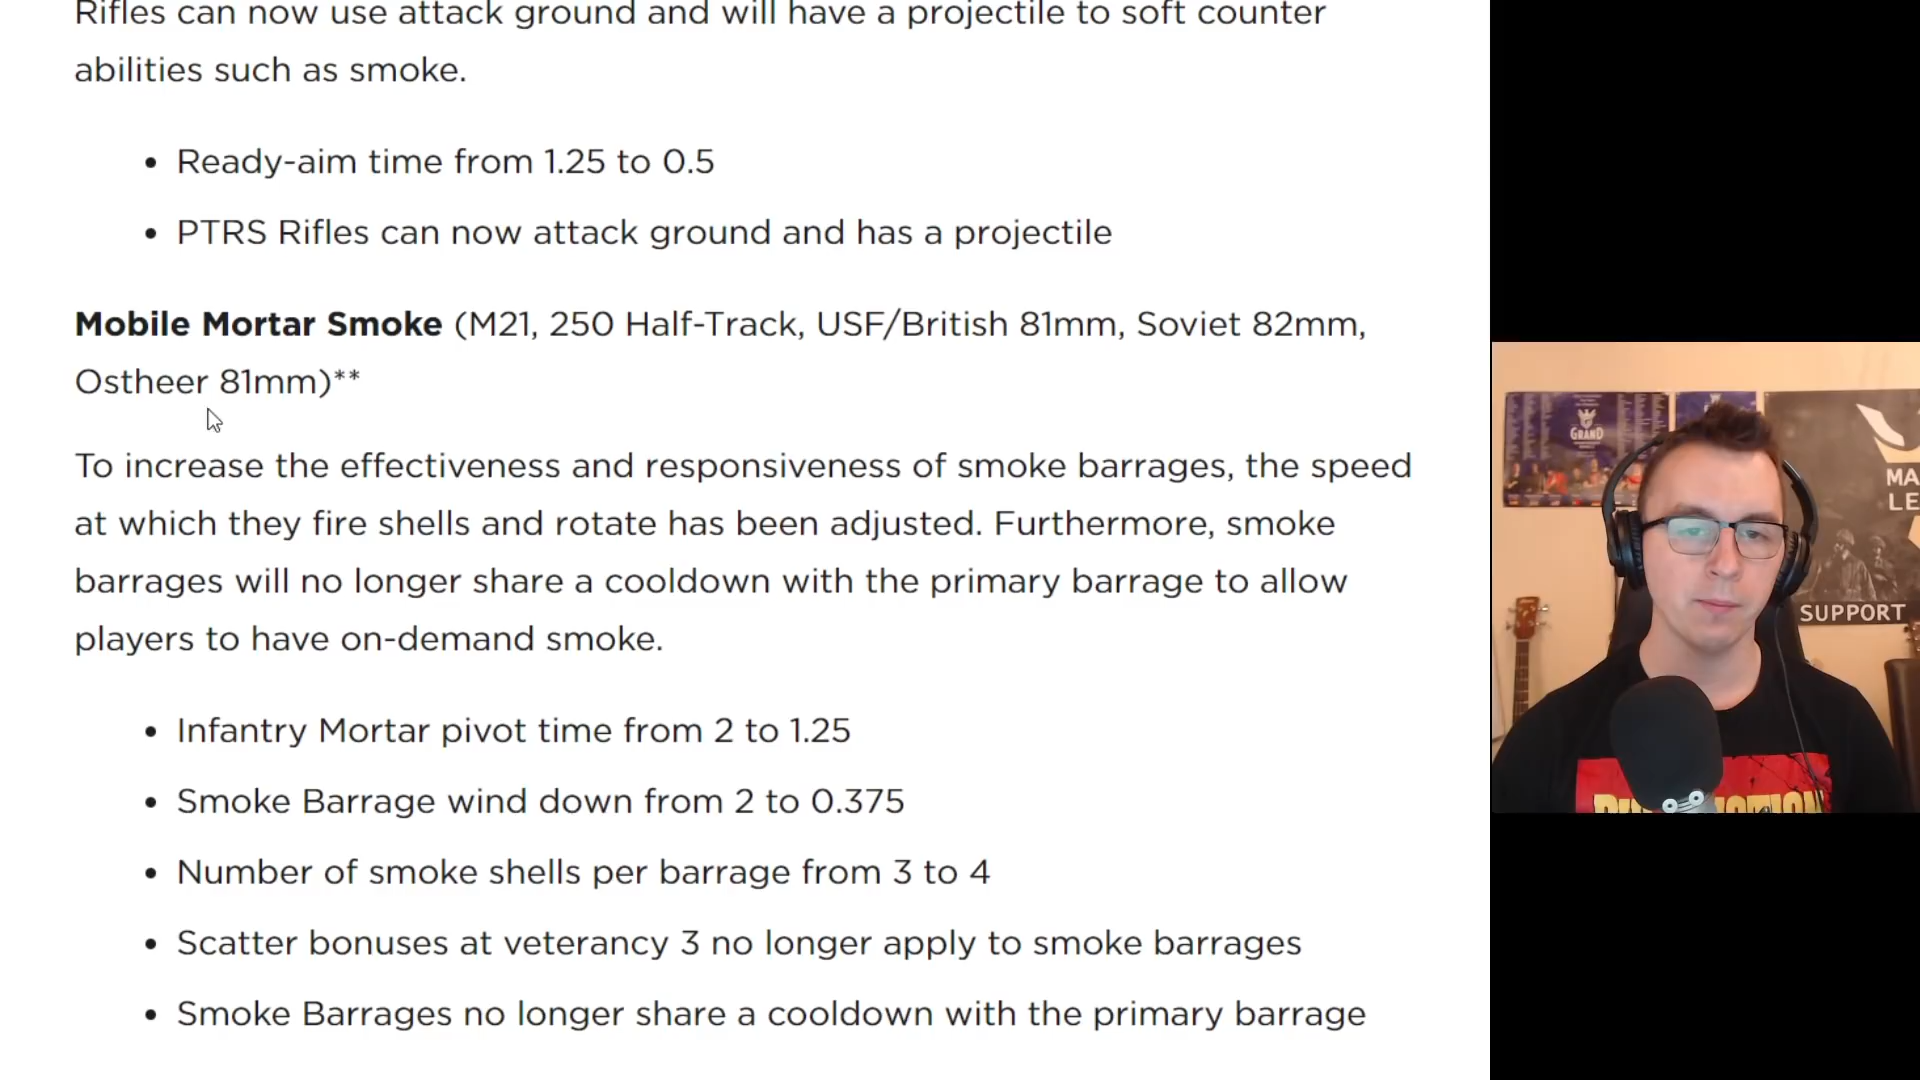 Rifles can now use attack ground and will have a projectile to soft counter
abilities such as smoke.
• Ready-aim time from 1.25 to 0.5
• PTRS Rifles can now attack ground and has a projectile
Mobile Mortar Smoke (M21, 250 Half-Track, USF/British 81mm, Soviet 82mm,
Ostheer 81mm)**
To increase the effectiveness and responsiveness of smoke barrages, the speed
at which they fire shells and rotate has been adjusted. Furthermore, smoke
barrages will no longer share a cooldown with the primary barrage to allow
players to have on-demand smoke.
• Infantry Mortar pivot time from 2 to 1.25
• Smoke Barrage wind down from 2 to 0.375
• Number of smoke shells per barrage from 3 to 4
• Scatter bonuses at veterancy 3 no longer apply to smoke barrages
• Smoke Barrages no longer share a cooldown with the primary barrage
GRAND
MA
LE
SUPPORT